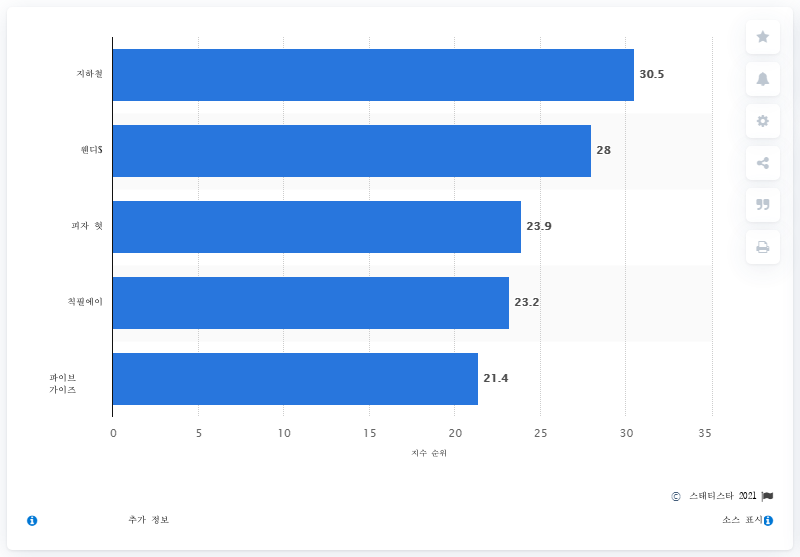 지하철
30.5
웬디S
28
피자 헛
23.9
칙필에이
23.2
파이브
가이즈
21.4
0 5 10 15 20 25 30 35
지수 순위
© 스태티스타 2021
추가 정보
소스 표시